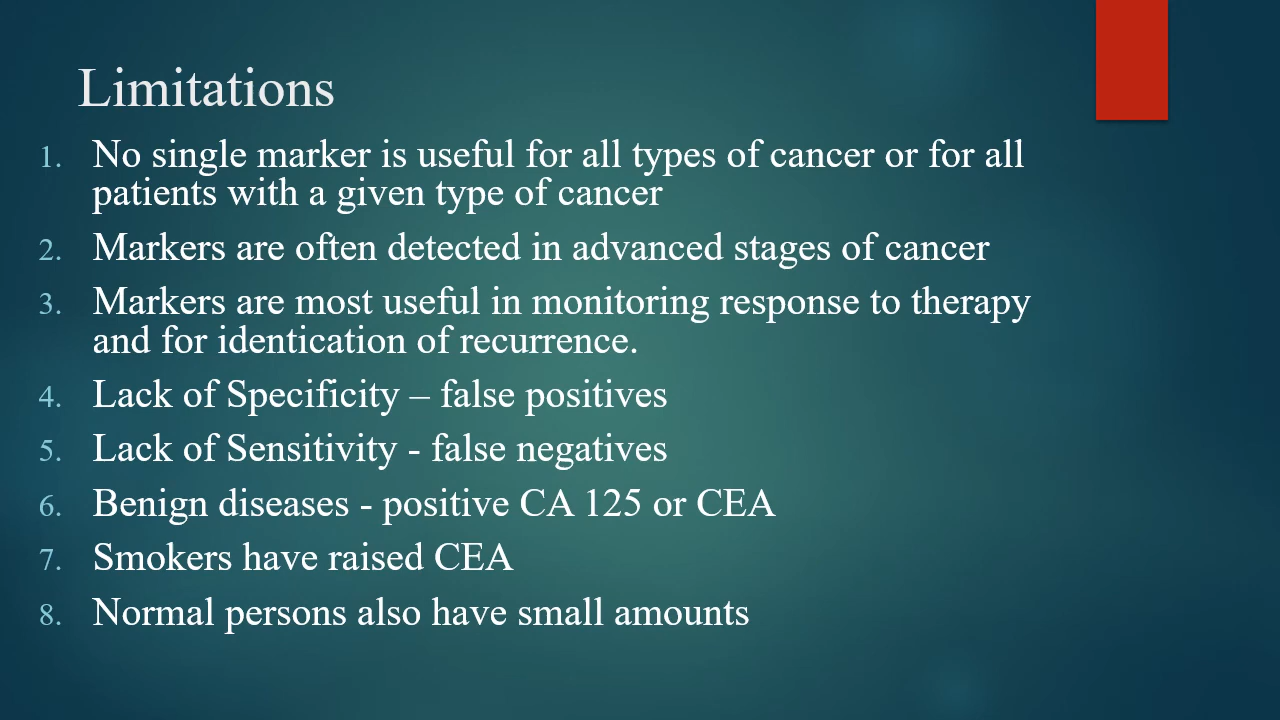 Limitations
1. No single marker is useful for all types of cancer or for all
patients with a given type of cancer
2. Markers are often detected in advanced stages of cancer
3. Markers are most useful in monitoring response to therapy
and for identication of recurrence.
4. Lack of Specificity – false positives
5. Lack of Sensitivity - false negatives
6. Benign diseases - positive CA 125 or CEA
7. Smokers have raised CEA
8. Normal persons also have small amounts